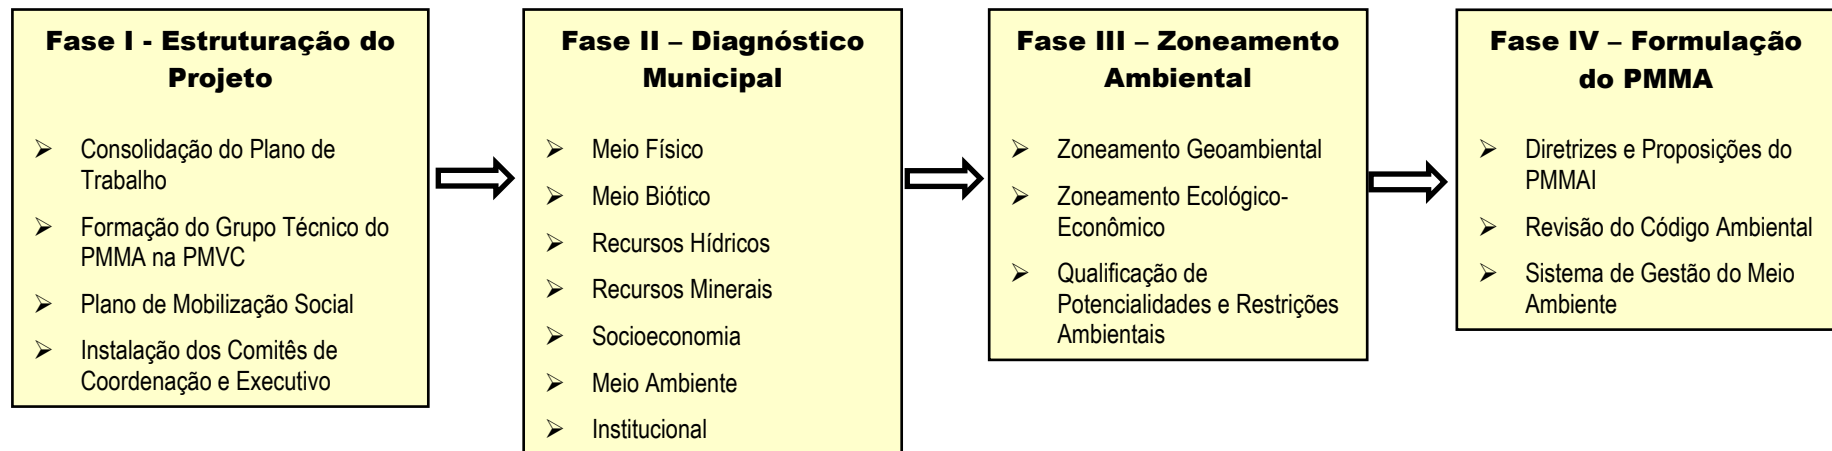 Fase I - Estruturação do
Projeto
➢ Consolidação do Plano de
Trabalho
➢ Formação do Grupo Técnico do
PMMA na PMVC
➢ Plano de Mobilização Social
➢ Instalação dos Comitês de
Coordenação e Executivo
Fase II – Diagnóstico
Municipal
➢ Meio Físico
➢ Meio Biótico
➢ Recursos Hídricos
➢ Recursos Minerais
➢ Socioeconomia
➢ Meio Ambiente
➢ Institucional
Fase III – Zoneamento
Ambiental
➢ Zoneamento Geoambiental
➢ Zoneamento Ecológico-
Econômico
➢ Qualificação de
Potencialidades e Restrições
Ambientais
Fase IV – Formulação
do PMMA
➢ Diretrizes e Proposições do
PMMAI
➢ Revisão do Código Ambiental
➢ Sistema de Gestão do Meio
Ambiente